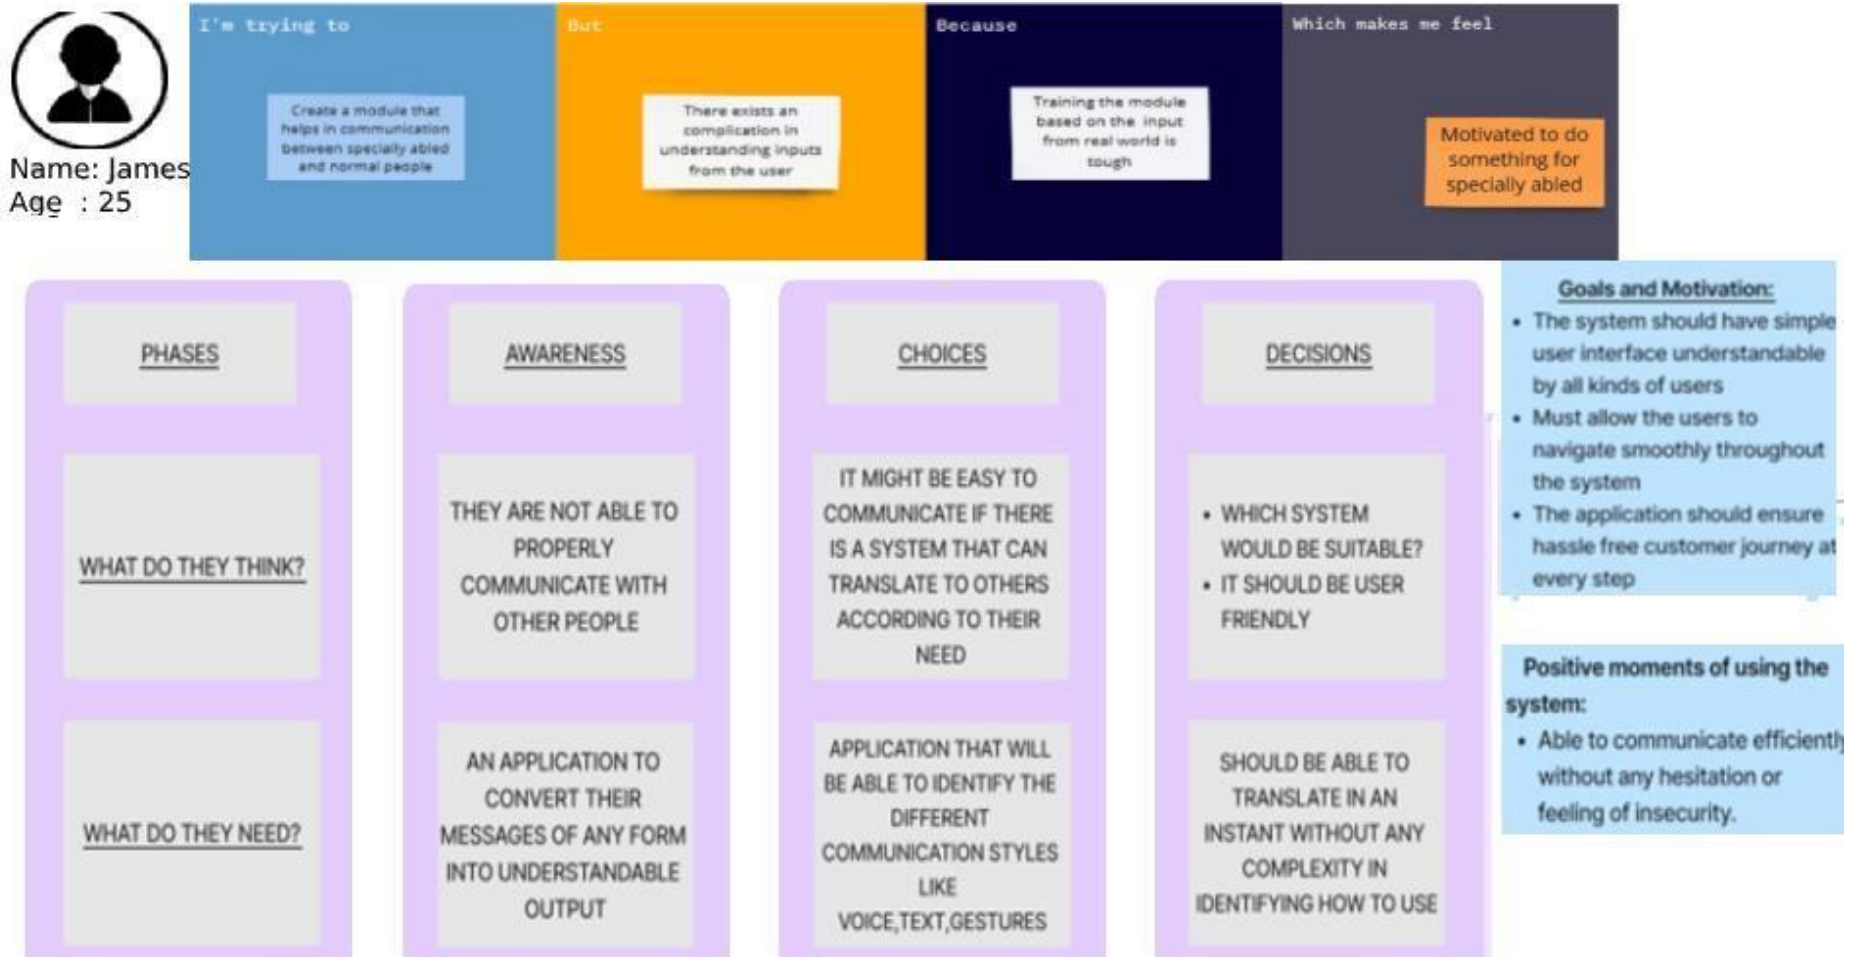 Name: James
Age : 25
I'm trying to
Create a module that
helps in communication
between specially abled
and normal people
But
There exists an
complication in
understanding inputs
from the user
Because
Training the module
based on the input
from real world is
tough
Which makes me feel
Motivated to do
something for
specially abled
PHASES
AWARENESS
CHOICES
DECISIONS
WHAT DO THEY THINK?
THEY ARE NOT ABLE TO
PROPERLY
COMMUNICATE WITH
OTHER PEOPLE
IT MIGHT BE EASY TO
COMMUNICATE IF THERE
IS A SYSTEM THAT CAN
TRANSLATE TO OTHERS
ACCORDING TO THEIR
NEED
• WHICH SYSTEM
WOULD BE SUITABLE?
• IT SHOULD BE USER
FRIENDLY
WHAT DO THEY NEED?
AN APPLICATION TO
CONVERT THEIR
MESSAGES OF ANY FORM
INTO UNDERSTANDABLE
OUTPUT
APPLICATION THAT WILL
BE ABLE TO IDENTIFY THE
DIFFERENT
COMMUNICATION STYLES
LIKE
VOICE,TEXT,GESTURES
SHOULD BE ABLE TO
TRANSLATE IN AN
INSTANT WITHOUT ANY
COMPLEXITY IN
IDENTIFYING HOW TO USE
Goals and Motivation:
• The system should have simple
user interface understandable
by all kinds of users
• Must allow the users to
navigate smoothly throughout
the system
• The application should ensure
hassle free customer journey at
every step
Positive moments of using the
system:
• Able to communicate efficiently
without any hesitation or
feeling of insecurity.